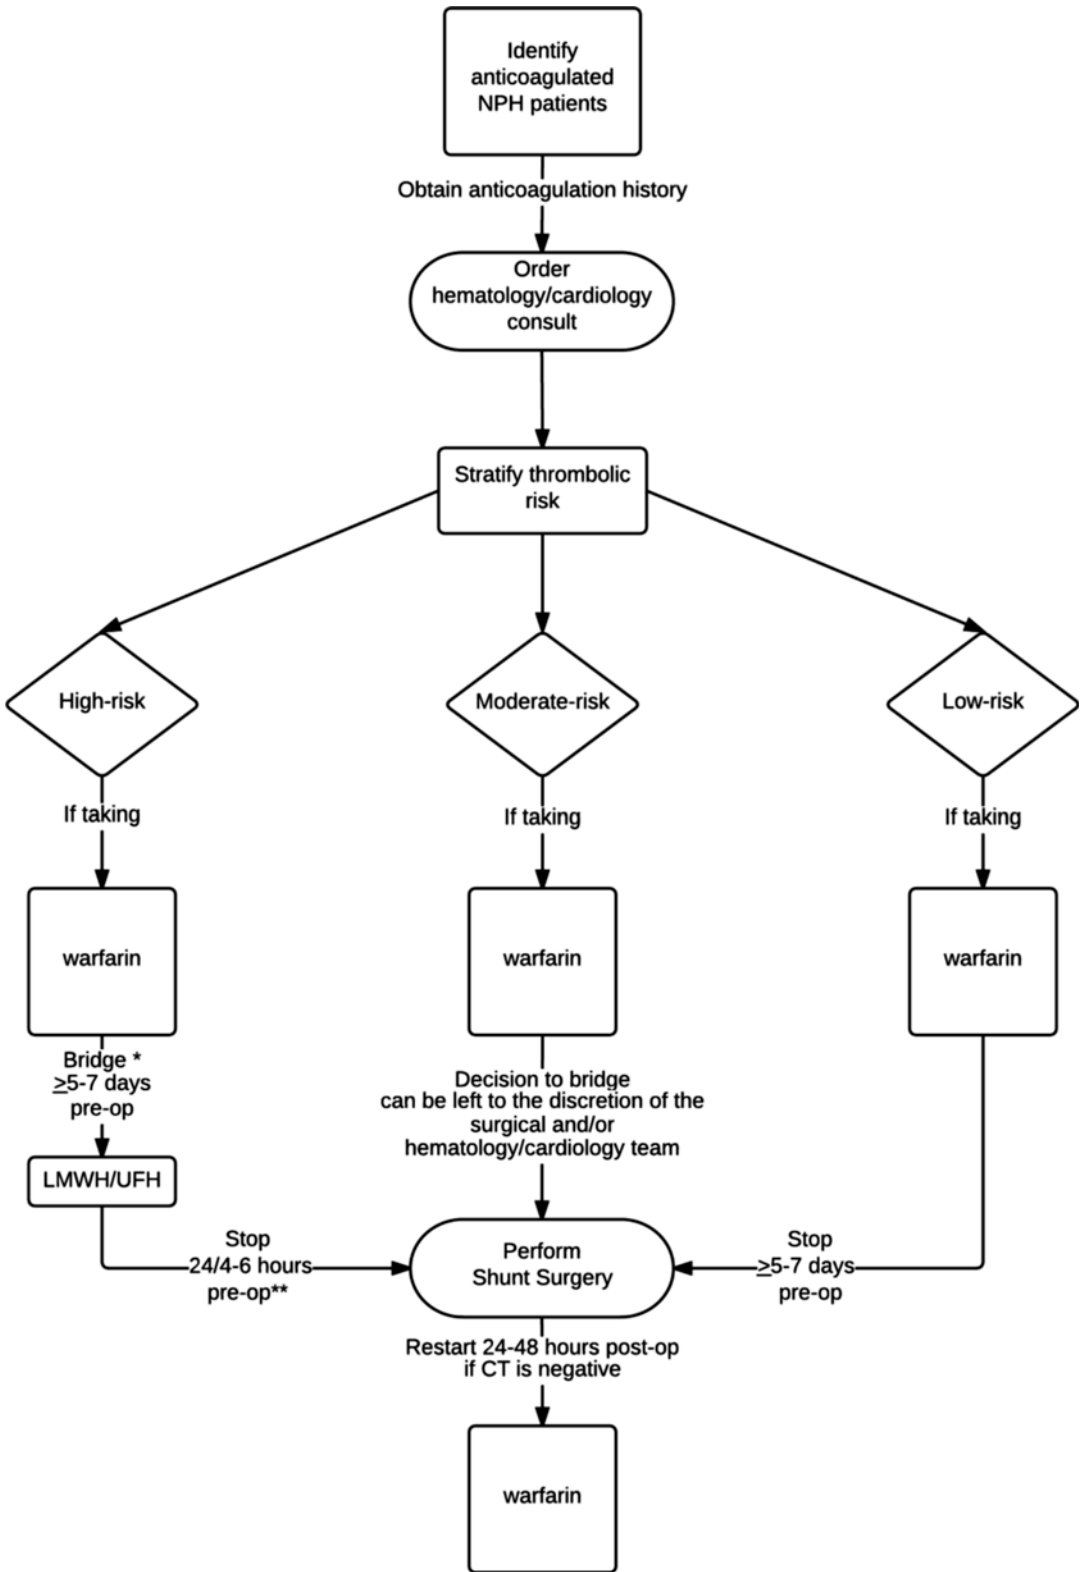 Identify
anticoagulated
NPH patients
Obtain anticoagulation history
Order
hematology/cardiology
consult
Stratify thrombolic
risk
High-risk
Moderate-risk
Low-risk
If taking
If taking
If taking
warfarin
warfarin
warfarin
Bridge *
≥5-7 days
pre-op
Decision to bridge
can be left to the discretion of the
surgical and/or
hematology/cardiology team
LMWH/UFH
Stop
24/4-6 hours
pre-op**
Perform
Shunt Surgery
Stop
≥5-7 days
pre-op
Restart 24-48 hours post-op
if CT is negative
warfarin